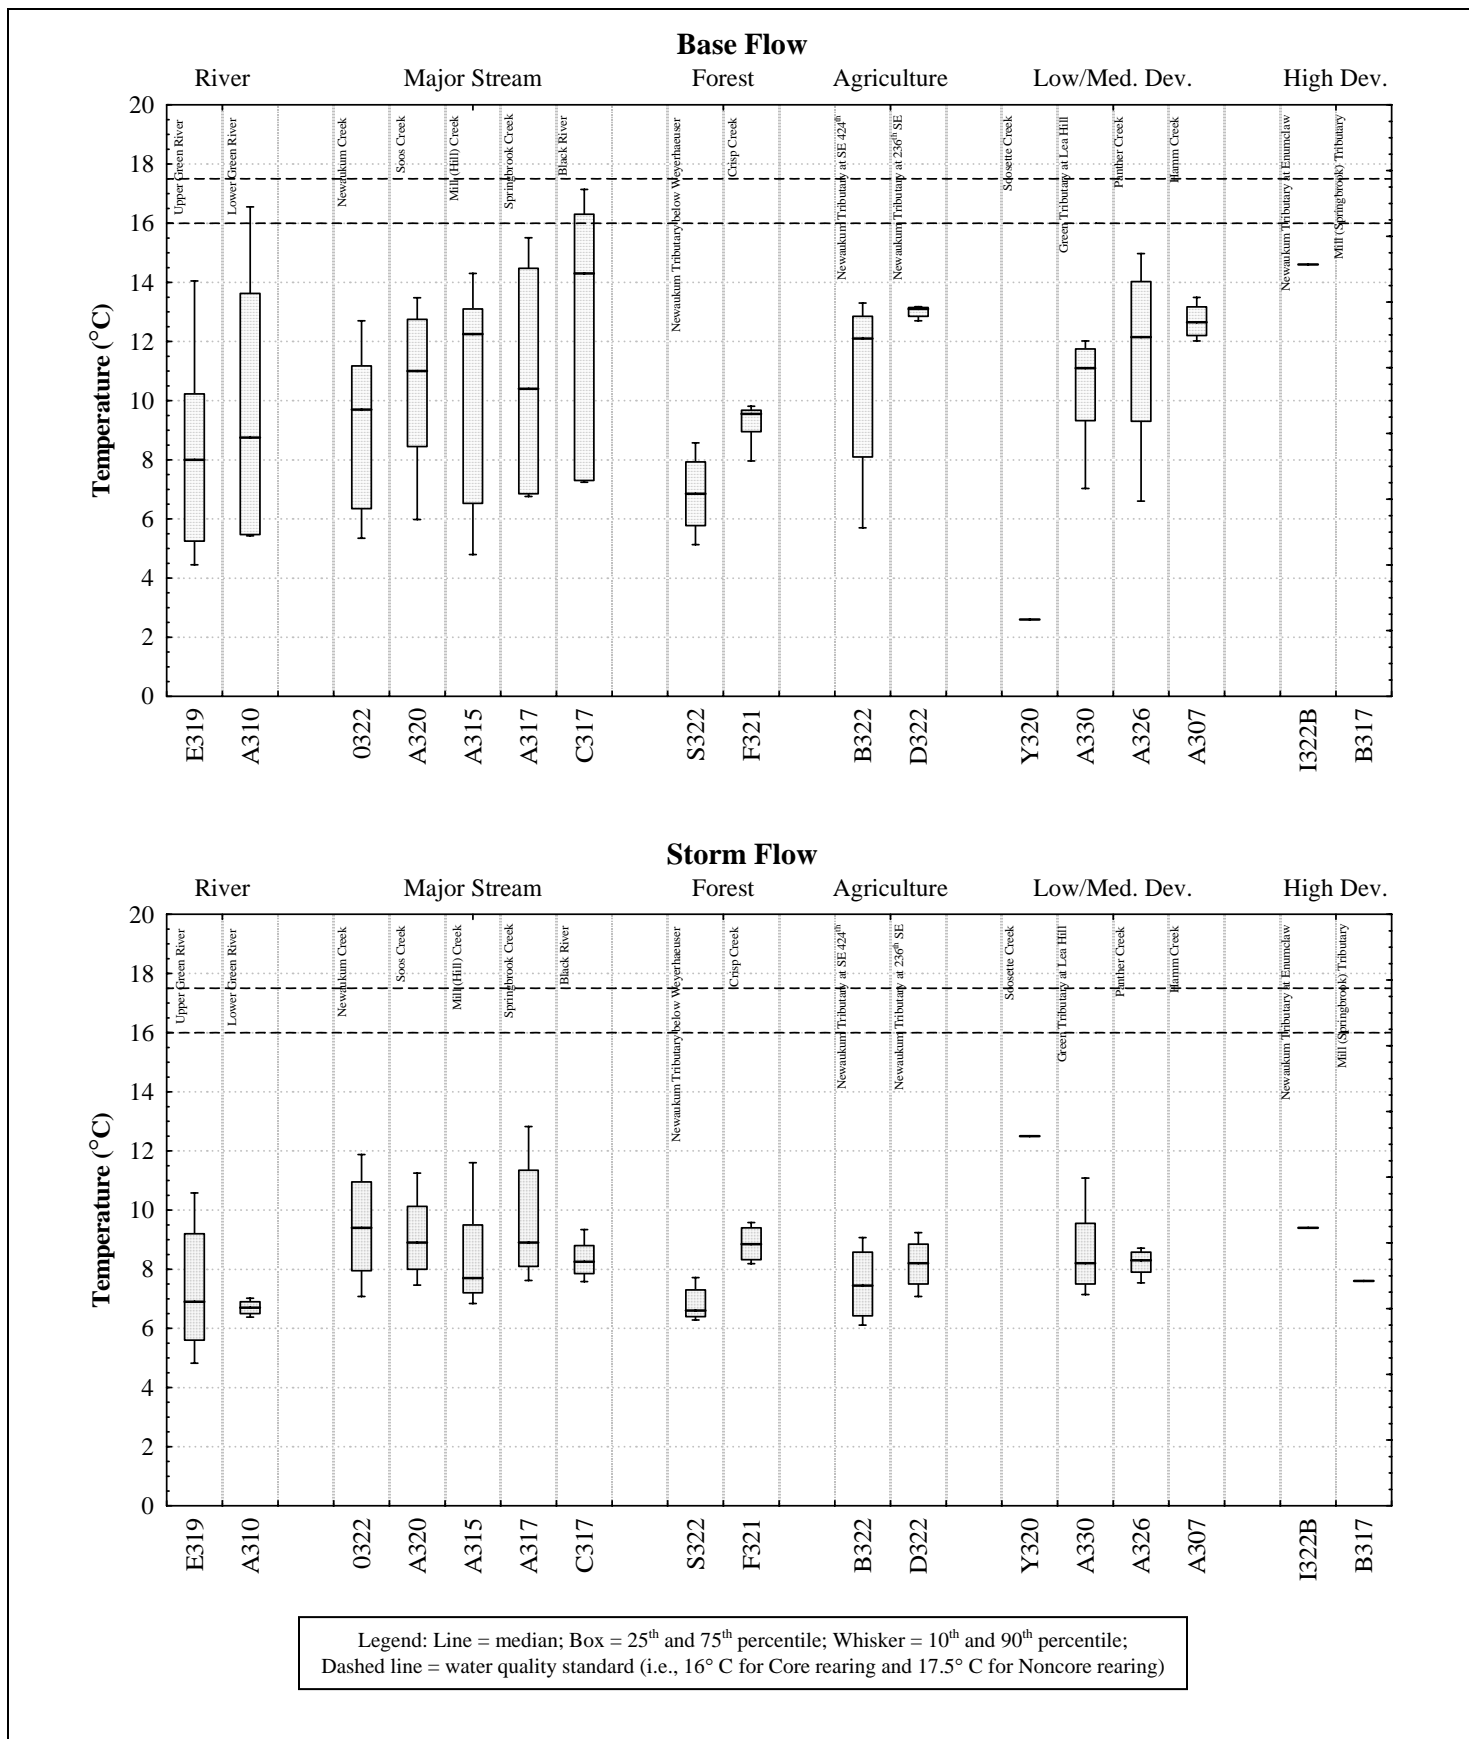 Base Flow
River Major Stream Forest Agriculture Low/Med. Dev. High Dev.
20
18
16
14
12
10
8
6
4
2
0
Temperature (°C)
Upper Green River
Lower Green River
Newaukum Creek
Soos Creek
Mill (Hill) Creek
Springbrook Creek
Black River
Newaukum Tributary below Weyerhaeuser
Crisp Creek
Newaukum Tributary at SE 424th
Newaukum Tributary at 236th SE
Soosette Creek
Green Tributary at Lea Hill
Panther Creek
Hamm Creek
Newaukum Tributary at Enumclaw
Mill (Springbrook) Tributary
E319
A310
0322
A320
A315
A317
C317
S322
F321
B322
D322
Y320
A330
A326
A307
I322B
B317
Storm Flow
River Major Stream Forest Agriculture Low/Med. Dev. High Dev.
20
18
16
14
12
10
8
6
4
2
0
Temperature (°C)
Upper Green River
Lower Green River
Newaukum Creek
Soos Creek
Mill (Hill) Creek
Springbrook Creek
Black River
Newaukum Tributary below Weyerhaeuser
Crisp Creek
Newaukum Tributary at SE 424th
Newaukum Tributary at 236th SE
Soosette Creek
Green Tributary at Lea Hill
Panther Creek
Hamm Creek
Newaukum Tributary at Enumclaw
Mill (Springbrook) Tributary
E319
A310
0322
A320
A315
A317
C317
S322
F321
B322
D322
Y320
A330
A326
A307
I322B
B317
Legend: Line = median; Box = 25th and 75th percentile; Whisker = 10th and 90th percentile;
Dashed line = water quality standard (i.e., 16° C for Core rearing and 17.5° C for Noncore rearing)